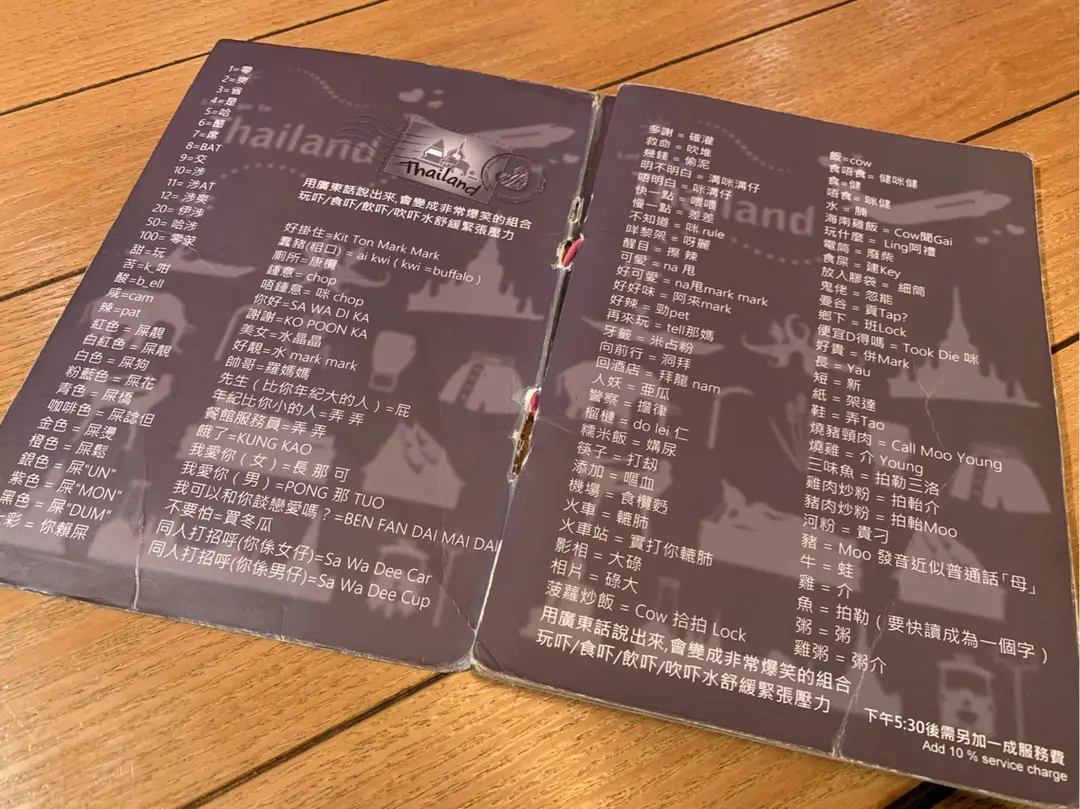 1=零
2=爽
3=省
4=是
5=哈
6=酷
7=席
8=BAT
9=交
10=涉
11= 涉AT
12= 涉爽
20= 伊涉
50= 哈涉
100= 零萊
甜=玩
苦=k_咁
酸=b_ell
咸=cam
辣=pat
紅色 = 屎靚
白紅色 = 屎靚
白色 = 屎狗
粉藍色 = 屎花
青色 = 屎橋
咖啡色 = 屎諗但
金色 = 屎燙
橙色 = 屎鬆
銀色 = 屎"UN"
紫色 = 屎"MON"
黑色 = 屎"DUM"
彩 = 你賴屎
Thailand
Thailand
用廣東話說出來,會變成非常爆笑的組合
玩吓/食吓/飲吓/吹吓水舒緩緊張壓力
好掛住=Kit Ton Mark Mark
蠢豬(粗口) = ai kwi ( kwi =buffalo )
廁所=康欄
鍾意= chop
唔鍾意= 咪 chop
你好=SA WA DI KA
謝謝=KO POON KA
美女=水晶晶
好靚=水 mark mark
帥哥=羅媽媽
先生 ( 比你年紀大的人 ) =屁
年紀比你小的人=弄 弄
餐館服務員=弄 弄
餓了=KUNG KAO
我愛你 ( 女 ) =長 那 可
我愛你 ( 男 ) =PONG 那 TUO
我可以和你談戀愛嗎 ? =BEN FAN DAI MAI DAI
不要怕=買冬瓜
同人打招呼(你係女仔)=Sa Wa Dee Car
同人打招呼(你係男仔)=Sa Wa Dee Cup
多謝 = 確灌
救命 = 吹堆
幾錢 = 偷泥
明不明白 = 溝咪溝仔
唔明白 = 咪溝仔
快一點 = 喂喂
慢一點 = 差差
不知道 = 咪 rule
咩黎架 = 呀麗
醒目 = 擦 辣
可愛 = na 甩
好可愛 = na甩mark mark
好好味 = 阿來mark
好辣 = 勁pet
再來玩 = tell那媽
牙籤 = 米占粉
向前行 = 洞拜
回酒店 = 拜龍 nam
人妖 = 亜瓜
警察 = 擔律
榴槤 = do lei 仁
糯米飯 = 媾尿
筷子 = 打刼
添加 = 嘔血
機場 = 食欖
火車 = 轆肺
火車站 = 實打你轆肺
影相 = 大碌
相片 = 碌大
菠蘿炒飯 = Cow 拾拍 Lock
用廣東話說出來,會變成非常爆笑的組合
玩吓/食吓/飲吓/吹吓水舒緩緊張壓力
飯=cow
食唔食= 健咪健
食 = 健
唔食 = 咪健
水 = 腩
海南雞飯 = Cow聞Gai
玩什麼 = Ling阿禮
電筒 = 廢柴
食屎 = 建Key
放入膠袋 = 細筒
鬼佬 = 忽能
曼谷 = 貢Tap?
鄉下 = 班Lock
便宜D得嗎 = Took Die 咪
好貴 = 併Mark
長 = Yau
短 = 新
紙 = 架達
鞋 = 弄Tao
燒豬頸肉 = Call Moo Young
燒雞 = 介 Young
三味魚 = 拍勒三洛
雞肉炒粉 = 拍軩介
豬肉炒粉 = 拍軩Moo
河粉 = 貴刁
豬 = Moo 發音近似普通話「母」
牛 = 蛙
雞 = 介
魚 = 拍勒 ( 要快讀成為一個字 )
粥 = 粥
雞粥 = 粥介
下午5:30後需另加一成服務費
Add 10 % service charge